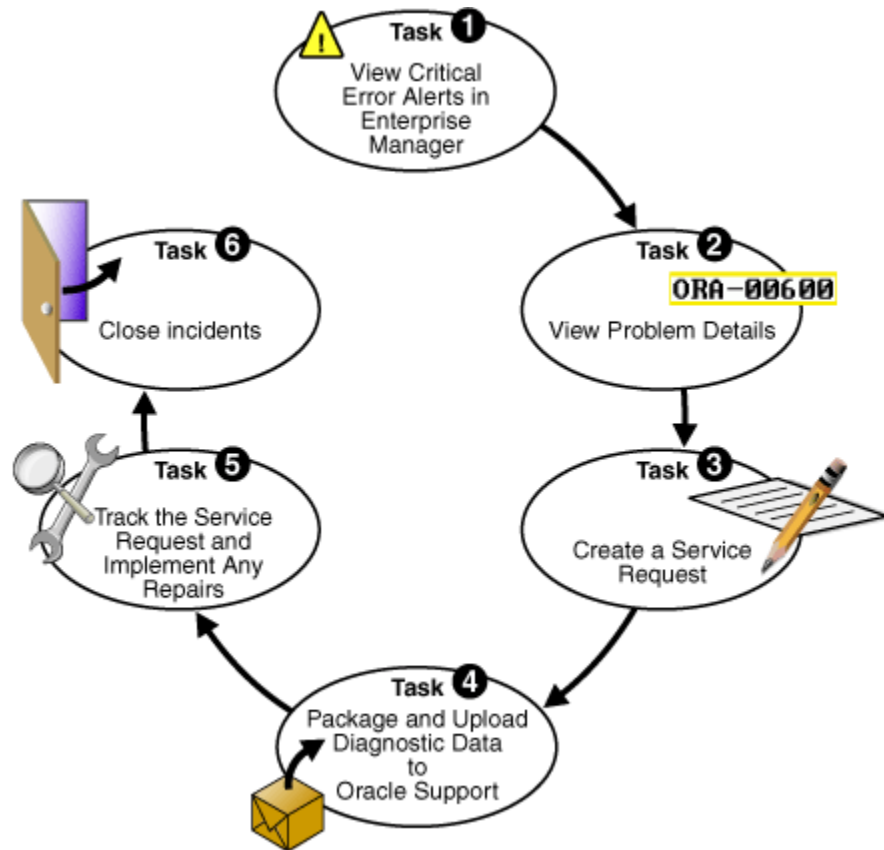 !
Task 1
View Critical
Error Alerts in
Enterprise
Manager
Task 2
ORA-00600
View Problem Details
Task 3
Create a Service
Request
Task 4
Package and Upload
Diagnostic Data
to
Oracle Support
Task 5
Track the Service
Request and
Implement Any
Repairs
Task 6
Close incidents